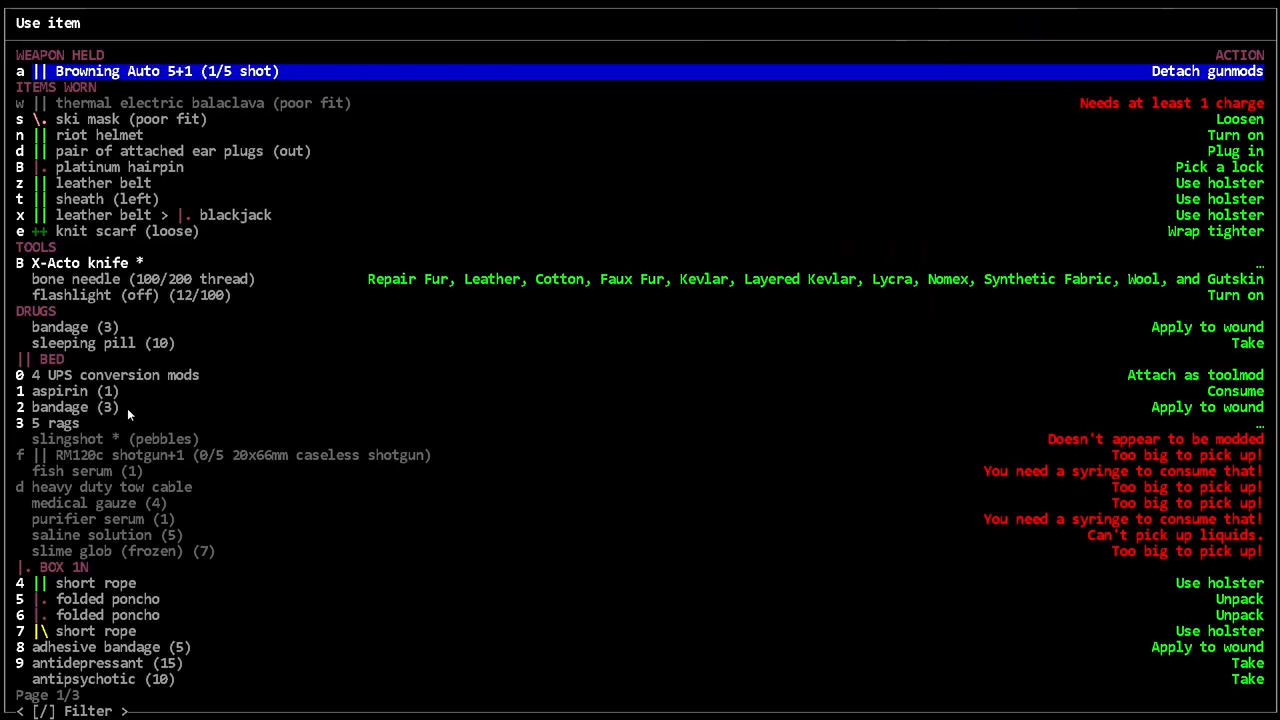 Use item
WEAPON HELD ACTION
a || Browning Auto 5+1 (1/5 shot) Detach gunmods
ITEMS WORN
w || thermal electric balaclava (poor fit) Needs at least 1 charge
s \. ski mask (poor fit) Loosen
n || riot helmet Turn on
d || pair of attached ear plugs (out) Plug in
B |. platinum hairpin Pick a lock
z || leather belt Use holster
t || sheath (left) Use holster
x || leather belt > |. blackjack Use holster
e ++ knit scarf (loose) Wrap tighter
TOOLS
B X-Acto knife * …
bone needle (100/200 thread) Repair Fur, Leather, Cotton, Faux Fur, Kevlar, Layered Kevlar, Lycra, Nomex, Synthetic Fabric, Wool, and Gutskin
flashlight (off) (12/100) Turn on
DRUGS
bandage (3) Apply to wound
sleeping pill (10) Take
|| BED
0 4 UPS conversion mods Attach as toolmod
1 aspirin (1) Consume
2 bandage (3) Apply to wound
3 5 rags …
slingshot * (pebbles) Doesn't appear to be modded
f || RM120c shotgun+1 (0/5 20x66mm caseless shotgun) Too big to pick up!
fish serum (1) You need a syringe to consume that!
d heavy duty tow cable Too big to pick up!
medical gauze (4) Too big to pick up!
purifier serum (1) You need a syringe to consume that!
saline solution (5) Can't pick up liquids.
slime glob (frozen) (7) Too big to pick up!
|. BOX 1N
4 || short rope Use holster
5 |. folded poncho Unpack
6 |. folded poncho Unpack
7 |\ short rope Use holster
8 adhesive bandage (5) Apply to wound
9 antidepressant (15) Take
antipsychotic (10) Take
Page 1/3
< [/] Filter >